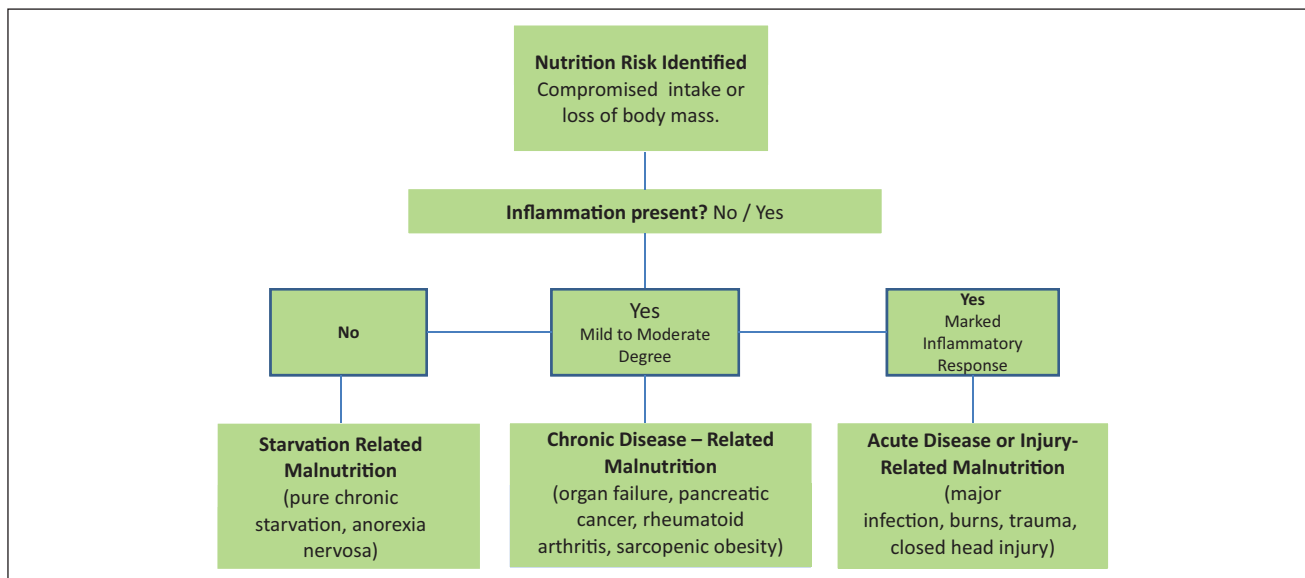 Nutrition Risk Identified
Compromised intake or
loss of body mass.
Inflammation present? No / Yes
No
Yes
Mild to Moderate
Degree
Yes
Marked
Inflammatory
Response
Starvation Related
Malnutrition
(pure chronic
starvation, anorexia
nervosa)
Chronic Disease – Related
Malnutrition
(organ failure, pancreatic
cancer, rheumatoid
arthritis, sarcopenic obesity)
Acute Disease or Injury-
Related Malnutrition
(major
infection, burns, trauma,
closed head injury)